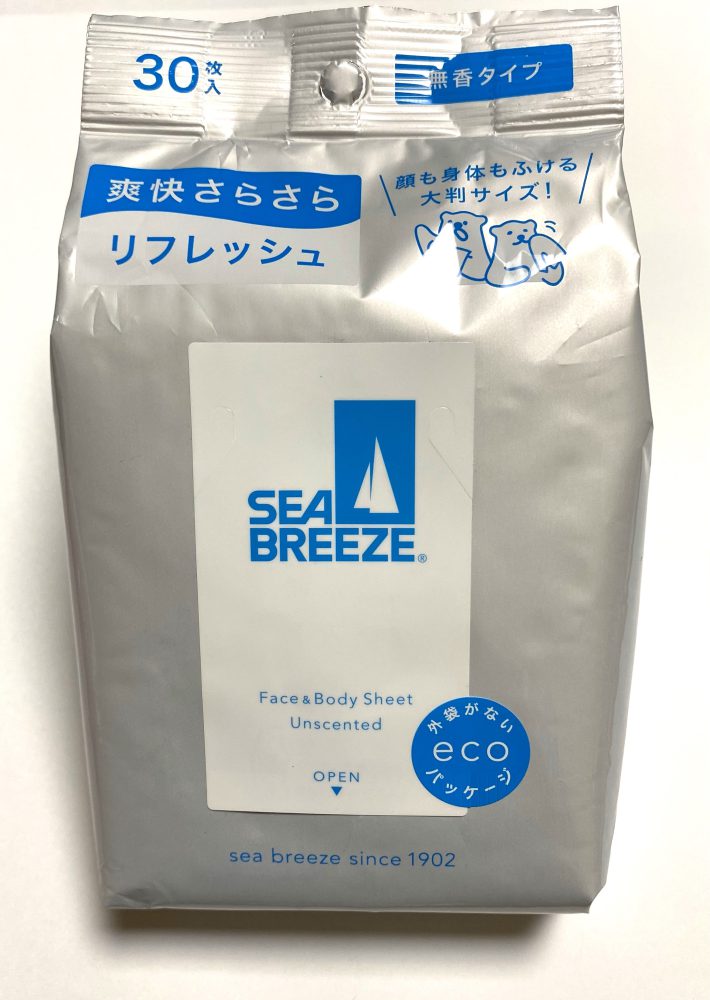 30枚入
無香タイプ
爽快さらさら
リフレッシュ
顔も身体もふける
大判サイズ!
SEA
BREEZE®
Face & Body Sheet
Unscented
外袋がない
eco
パッケージ
OPEN
sea breeze since 1902